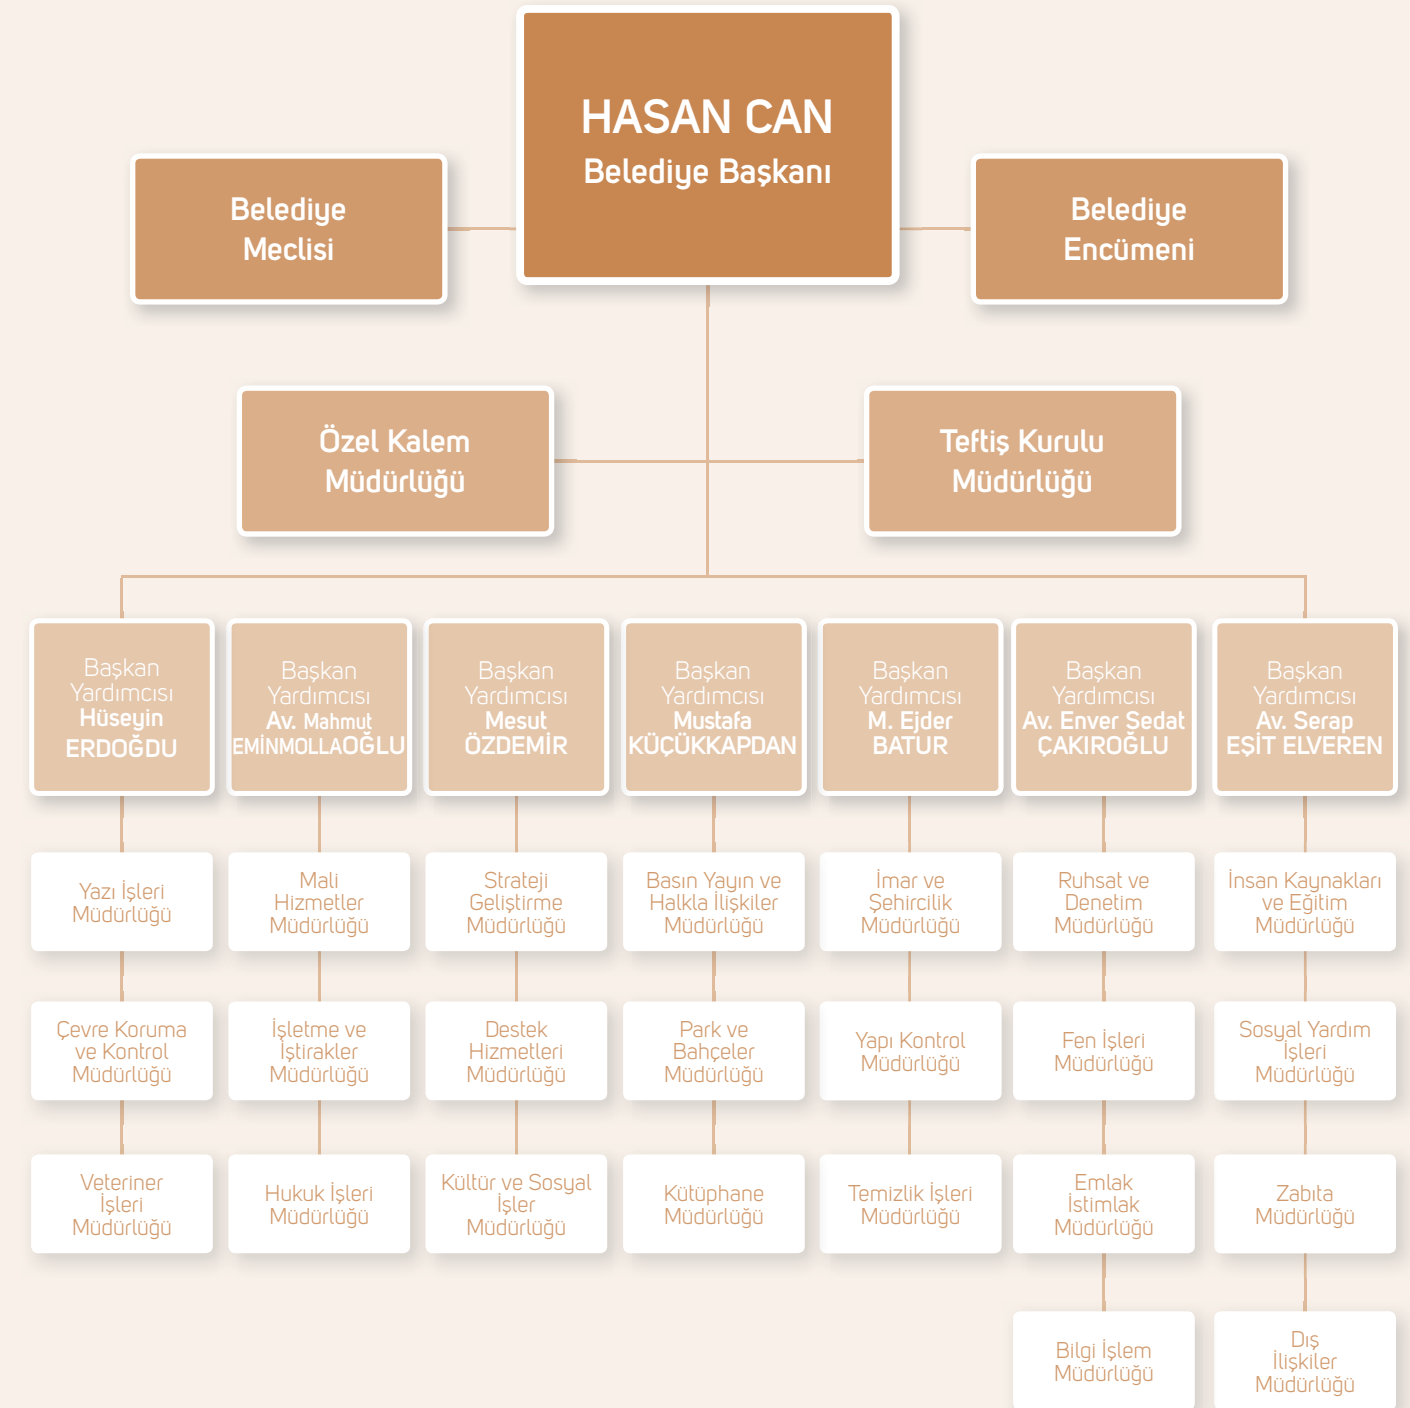 HASAN CAN
Belediye Başkanı
Belediye
Meclisi
Belediye
Encümeni
Özel Kalem
Müdürlüğü
Teftiş Kurulu
Müdürlüğü
Başkan
Yardımcısı
Hüseyin
ERDOĞDU
Başkan
Yardımcısı
Av. Mahmut
EMİNMOLLAOĞLU
Başkan
Yardımcısı
Mesut
ÖZDEMİR
Başkan
Yardımcısı
Mustafa
KÜÇÜKKAPDAN
Başkan
Yardımcısı
M. Ejder
BATUR
Başkan
Yardımcısı
Av. Enver Sedat
ÇAKIROĞLU
Başkan
Yardımcısı
Av. Serap
EŞİT ELVEREN
Yazı İşleri
Müdürlüğü
Mali
Hizmetler
Müdürlüğü
Strateji
Geliştirme
Müdürlüğü
Basın Yayın ve
Halkla İlişkiler
Müdürlüğü
İmar ve
Şehircilik
Müdürlüğü
Ruhsat ve
Denetim
Müdürlüğü
İnsan Kaynakları
ve Eğitim
Müdürlüğü
Çevre Koruma
ve Kontrol
Müdürlüğü
İşletme ve
İştirakler
Müdürlüğü
Destek
Hizmetleri
Müdürlüğü
Park ve
Bahçeler
Müdürlüğü
Yapı Kontrol
Müdürlüğü
Fen İşleri
Müdürlüğü
Sosyal Yardım
İşleri
Müdürlüğü
Veteriner
İşleri
Müdürlüğü
Hukuk İşleri
Müdürlüğü
Kültür ve Sosyal
İşler
Müdürlüğü
Kütüphane
Müdürlüğü
Temizlik İşleri
Müdürlüğü
Emlak
İstimlak
Müdürlüğü
Zabıta
Müdürlüğü
Bilgi İşlem
Müdürlüğü
Dış
İlişkiler
Müdürlüğü